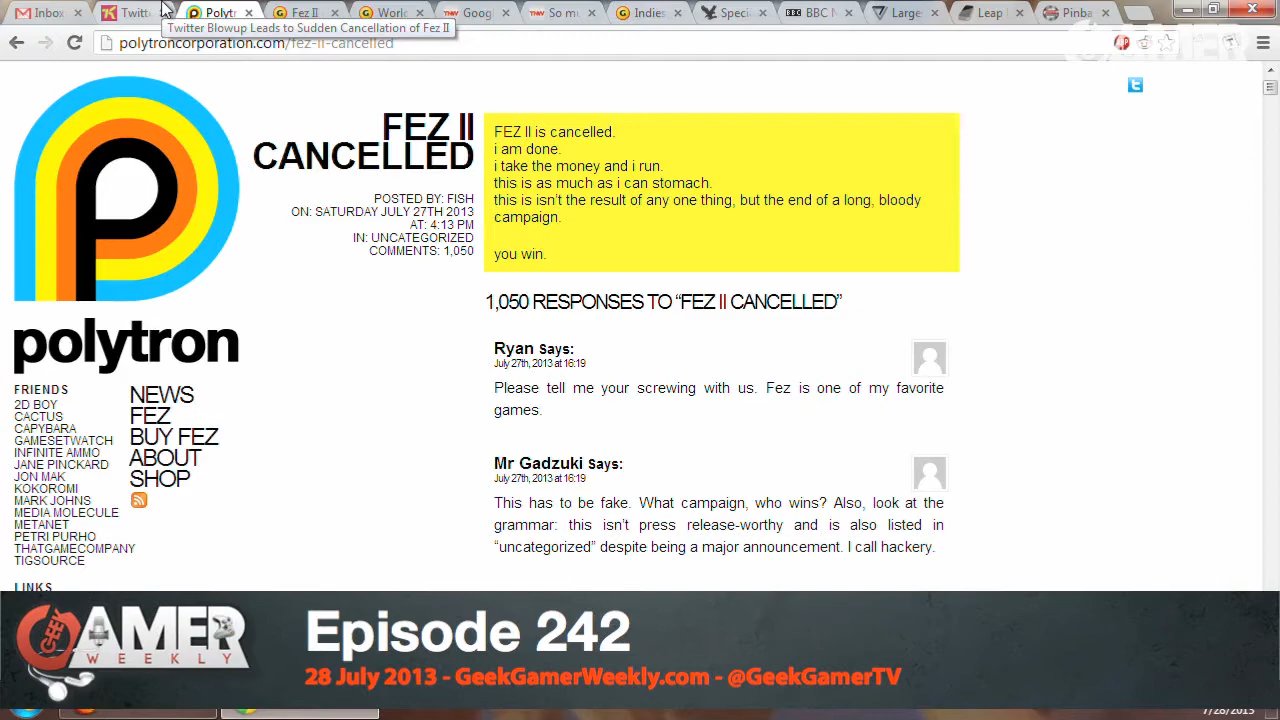 Inbox
Twitt
Polytr
Fez II
World
Goog
So mu
Indies
Speci
BBC N
Large
Leap
Pinba
Twitter Blowup Leads to Sudden Cancellation of Fez II
polytroncorporation.com/fez-ii-cancelled
GAMER
FEZ II
CANCELLED
POSTED BY: FISH
ON: SATURDAY JULY 27TH 2013
AT: 4:13 PM
IN: UNCATEGORIZED
COMMENTS: 1,050
FEZ II is cancelled.
i am done.
i take the money and i run.
this is as much as i can stomach.
this is isn't the result of any one thing, but the end of a long, bloody
campaign.
you win.
polytron
FRIENDS
2D BOY
CACTUS
CAPYBARA
GAMESETWATCH
INFINITE AMMO
JANE PINCKARD
JON MAK
KOKOROMI
MARK JOHNS
MEDIA MOLECULE
METANET
PETRI PURHO
THATGAMECOMPANY
TIGSOURCE
LINKS
NEWS
FEZ
BUY FEZ
ABOUT
SHOP
1,050 RESPONSES TO “FEZ II CANCELLED”
Ryan Says:
July 27th, 2013 at 16:19
Please tell me your screwing with us. Fez is one of my favorite
games.
Mr Gadzuki Says:
July 27th, 2013 at 16:19
This has to be fake. What campaign, who wins? Also, look at the
grammar: this isn't press release-worthy and is also listed in
“uncategorized” despite being a major announcement. I call hackery.
GEEK
GAMER
WEEKLY
Episode 242
28 July 2013 - GeekGamerWeekly.com - @GeekGamerTV
7/28/2013